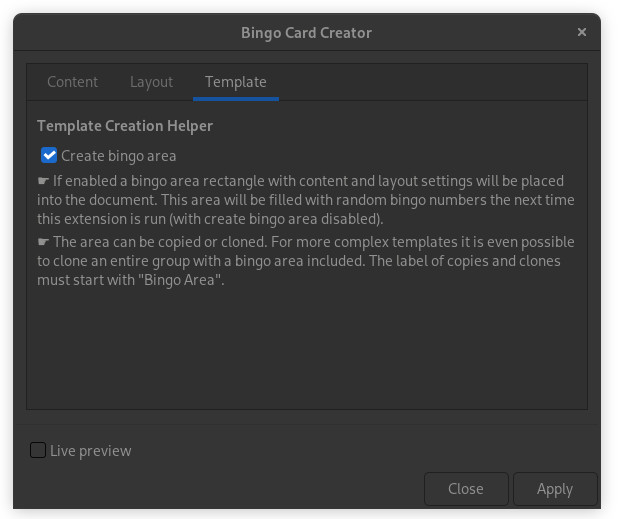 Bingo Card Creator ×
Content Layout Template
Template Creation Helper
Create bingo area
☛ If enabled a bingo area rectangle with content and layout settings will be placed
into the document. This area will be filled with random bingo numbers the next time
this extension is run (with create bingo area disabled).
☛ The area can be copied or cloned. For more complex templates it is even possible
to clone an entire group with a bingo area included. The label of copies and clones
must start with "Bingo Area".
Live preview
Close Apply